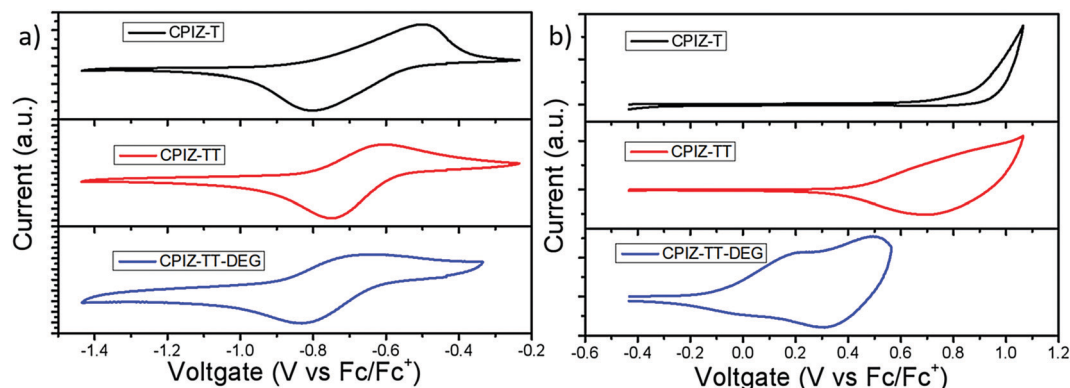 a)
CPIZ-T
CPIZ-TT
CPIZ-TT-DEG
Current (a.u.)
-1.4 -1.2 -1.0 -0.8 -0.6 -0.4 -0.2
Voltgate (V vs Fc/Fc+)
b)
CPIZ-T
CPIZ-TT
CPIZ-TT-DEG
Current (a.u.)
-0.6 -0.4 -0.2 0.0 0.2 0.4 0.6 0.8 1.0 1.2
Voltgate (V vs Fc/Fc+)